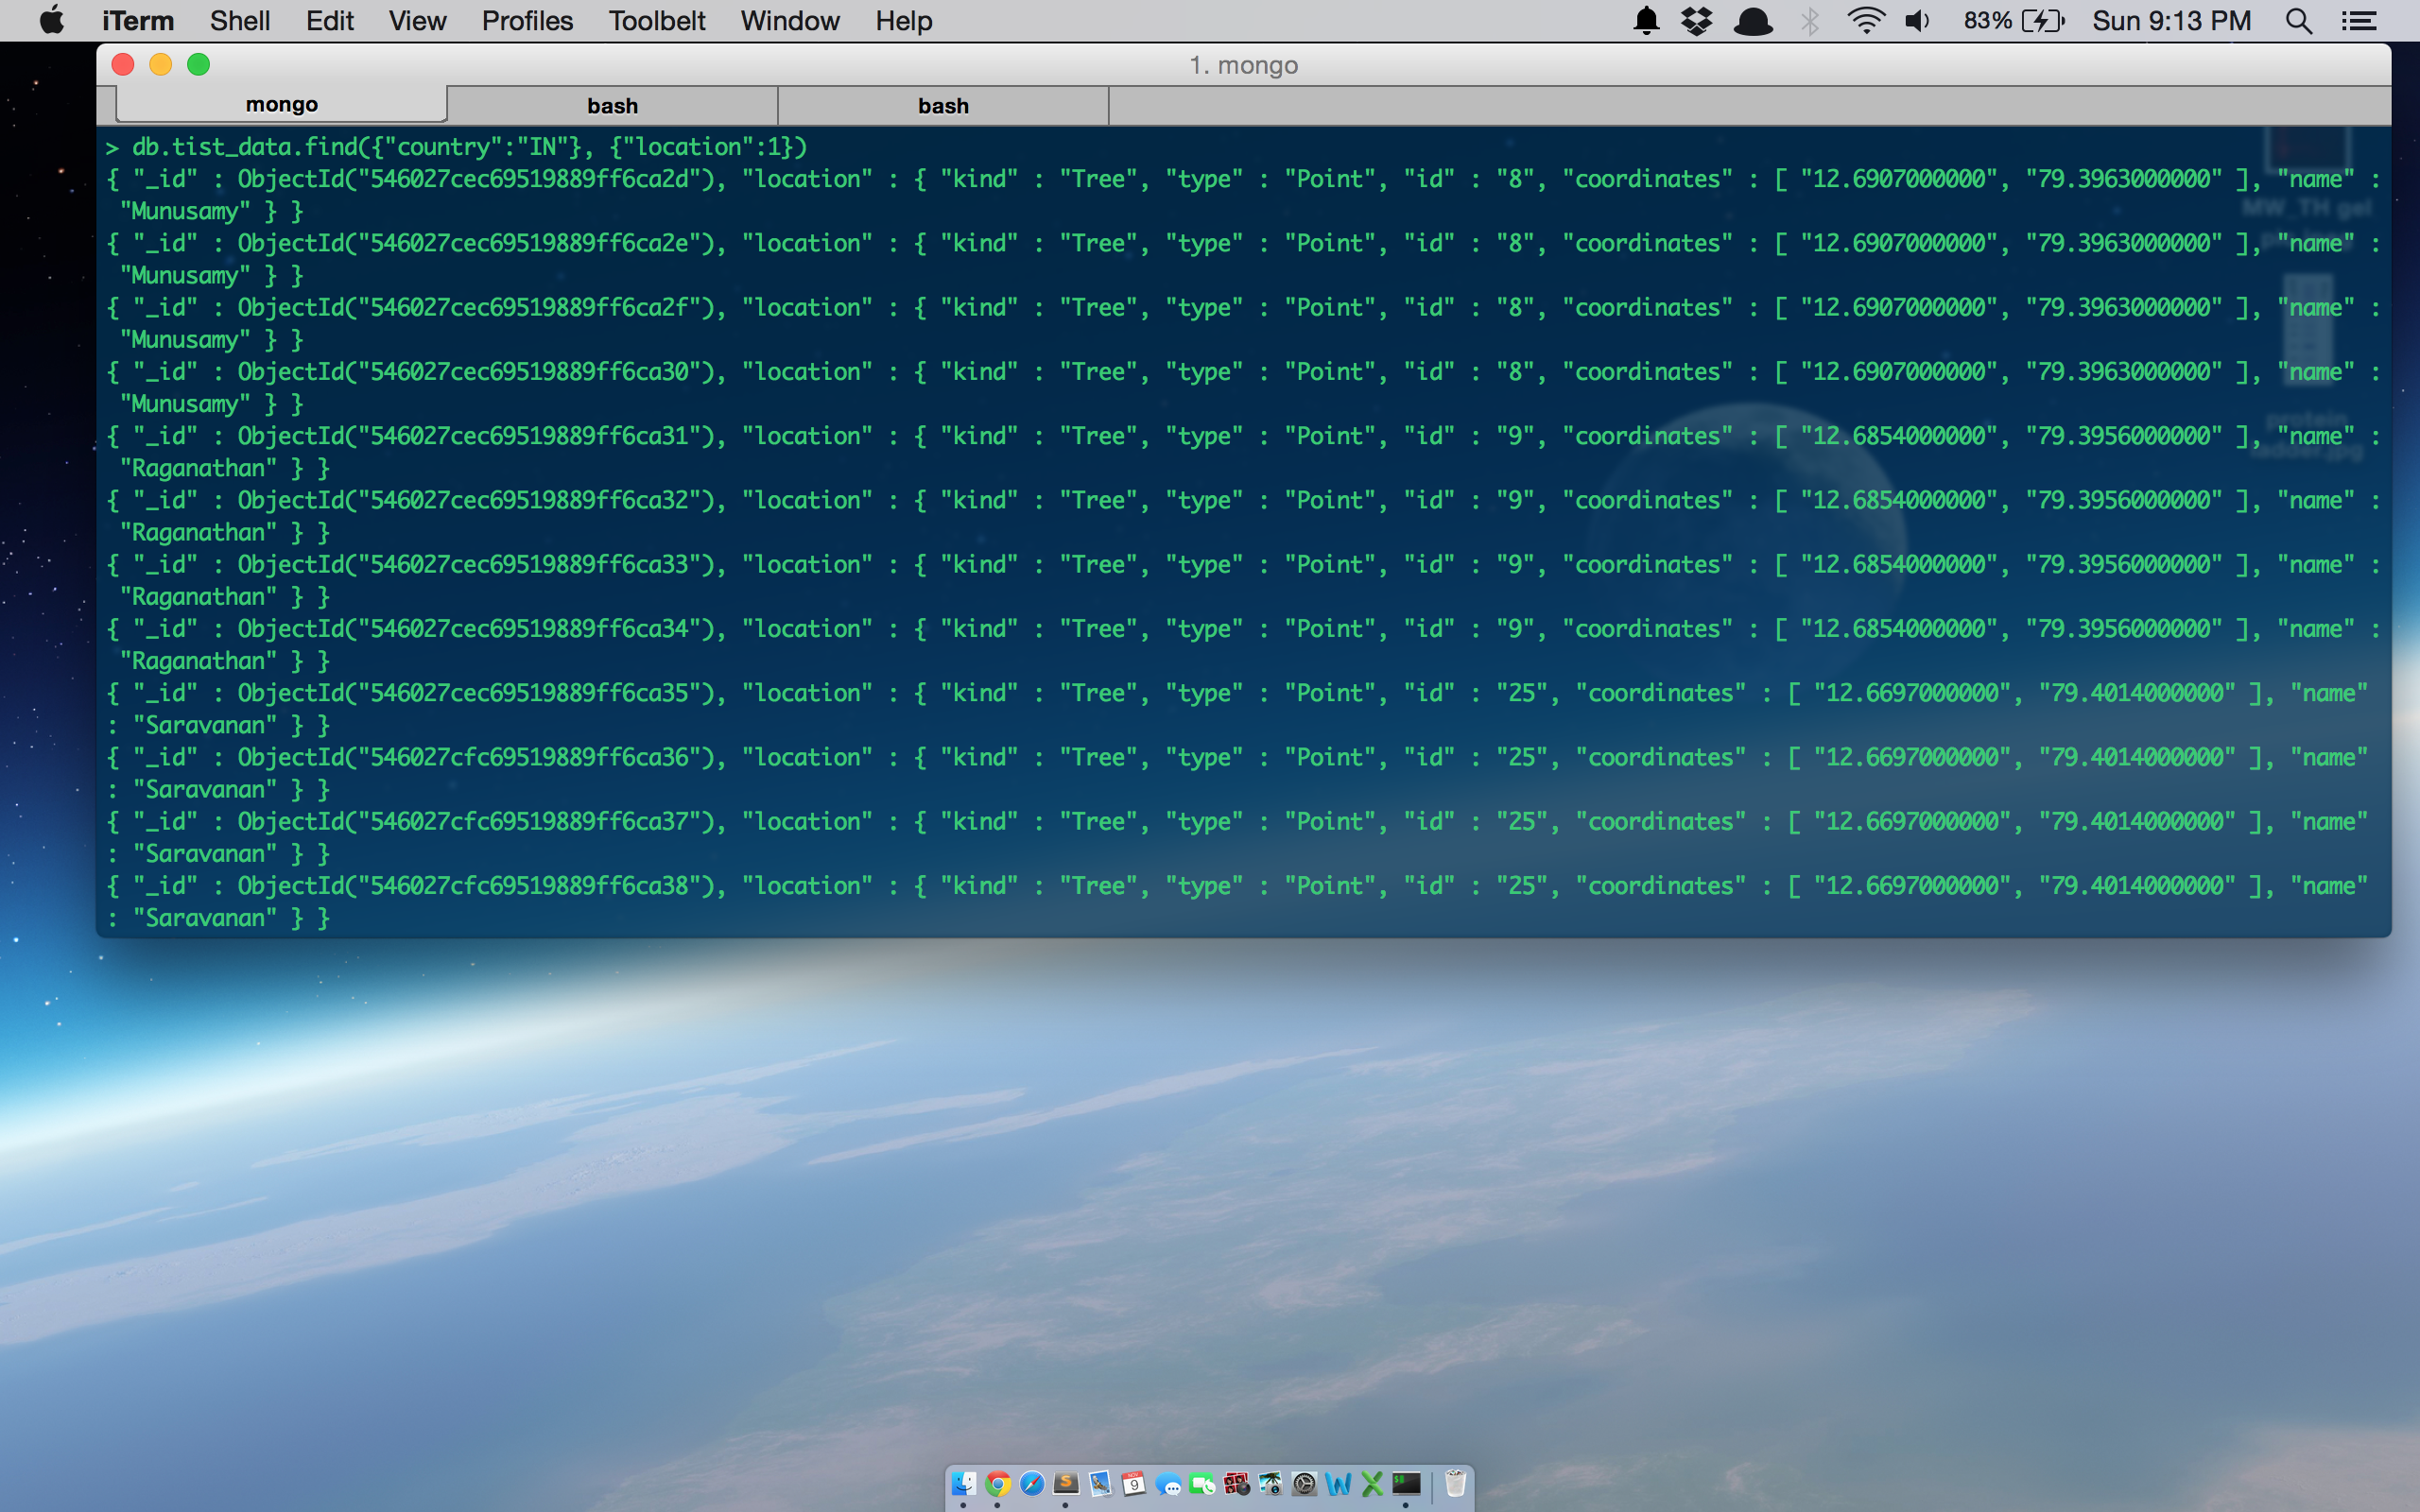 iTerm Shell Edit View Profiles Toolbelt Window Help 83% Sun 9:13 PM
1. mongo
mongo bash bash
> db.tist_data.find({"country":"IN"}, {"location":1})
{ "_id" : ObjectId("546027cec69519889ff6ca2d"), "location" : { "kind" : "Tree", "type" : "Point", "id" : "8", "coordinates" : [ "12.6907000000", "79.3963000000" ], "name" :
"Munusamy" } }
{ "_id" : ObjectId("546027cec69519889ff6ca2e"), "location" : { "kind" : "Tree", "type" : "Point", "id" : "8", "coordinates" : [ "12.6907000000", "79.3963000000" ], "name" :
"Munusamy" } }
{ "_id" : ObjectId("546027cec69519889ff6ca2f"), "location" : { "kind" : "Tree", "type" : "Point", "id" : "8", "coordinates" : [ "12.6907000000", "79.3963000000" ], "name" :
"Munusamy" } }
{ "_id" : ObjectId("546027cec69519889ff6ca30"), "location" : { "kind" : "Tree", "type" : "Point", "id" : "8", "coordinates" : [ "12.6907000000", "79.3963000000" ], "name" :
"Munusamy" } }
{ "_id" : ObjectId("546027cec69519889ff6ca31"), "location" : { "kind" : "Tree", "type" : "Point", "id" : "9", "coordinates" : [ "12.6854000000", "79.3956000000" ], "name" :
"Raganathan" } }
{ "_id" : ObjectId("546027cec69519889ff6ca32"), "location" : { "kind" : "Tree", "type" : "Point", "id" : "9", "coordinates" : [ "12.6854000000", "79.3956000000" ], "name" :
"Raganathan" } }
{ "_id" : ObjectId("546027cec69519889ff6ca33"), "location" : { "kind" : "Tree", "type" : "Point", "id" : "9", "coordinates" : [ "12.6854000000", "79.3956000000" ], "name" :
"Raganathan" } }
{ "_id" : ObjectId("546027cec69519889ff6ca34"), "location" : { "kind" : "Tree", "type" : "Point", "id" : "9", "coordinates" : [ "12.6854000000", "79.3956000000" ], "name" :
"Raganathan" } }
{ "_id" : ObjectId("546027cec69519889ff6ca35"), "location" : { "kind" : "Tree", "type" : "Point", "id" : "25", "coordinates" : [ "12.6697000000", "79.4014000000" ], "name"
: "Saravanan" } }
{ "_id" : ObjectId("546027cfc69519889ff6ca36"), "location" : { "kind" : "Tree", "type" : "Point", "id" : "25", "coordinates" : [ "12.6697000000", "79.4014000000" ], "name"
: "Saravanan" } }
{ "_id" : ObjectId("546027cfc69519889ff6ca37"), "location" : { "kind" : "Tree", "type" : "Point", "id" : "25", "coordinates" : [ "12.6697000000", "79.4014000000" ], "name"
: "Saravanan" } }
{ "_id" : ObjectId("546027cfc69519889ff6ca38"), "location" : { "kind" : "Tree", "type" : "Point", "id" : "25", "coordinates" : [ "12.6697000000", "79.4014000000" ], "name"
: "Saravanan" } }
MW_TH gel
protein
ladder.jpg